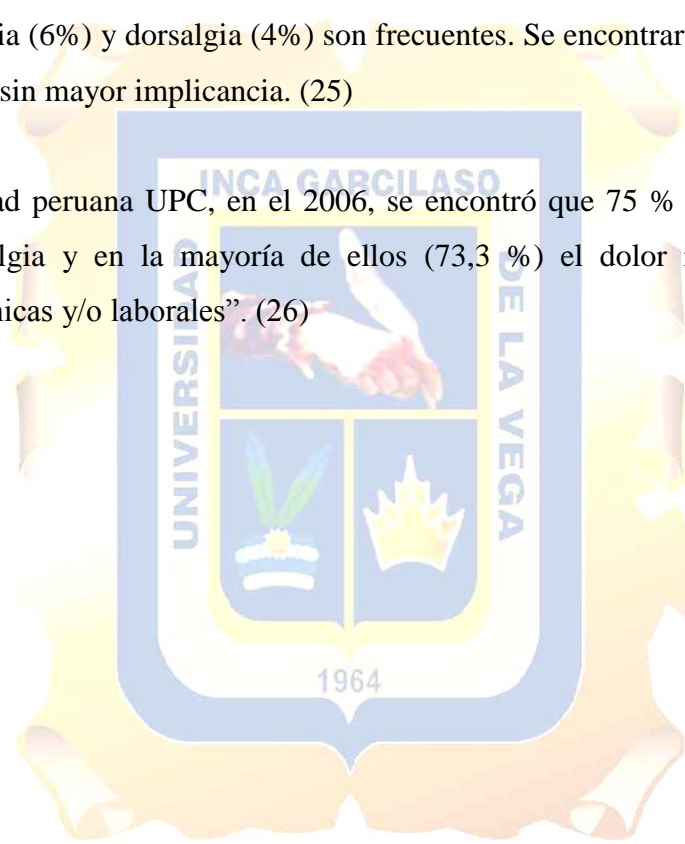 ia (6%) y dorsalgia (4%) son frecuentes. Se encontrar
sin mayor implicancia. (25)
ad peruana UPC, en el 2006, se encontró que 75 %
lgia y en la mayoría de ellos (73,3 %) el dolor
nicas y/o laborales”. (26)
INCA GARCILASO
UNIVERSIDAD
DE LA VEGA
1964